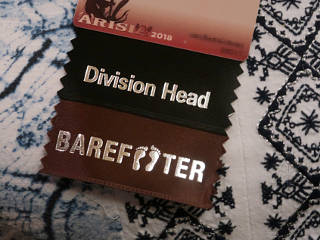 ARISIA 2018
Division Head
BAREFOOTER